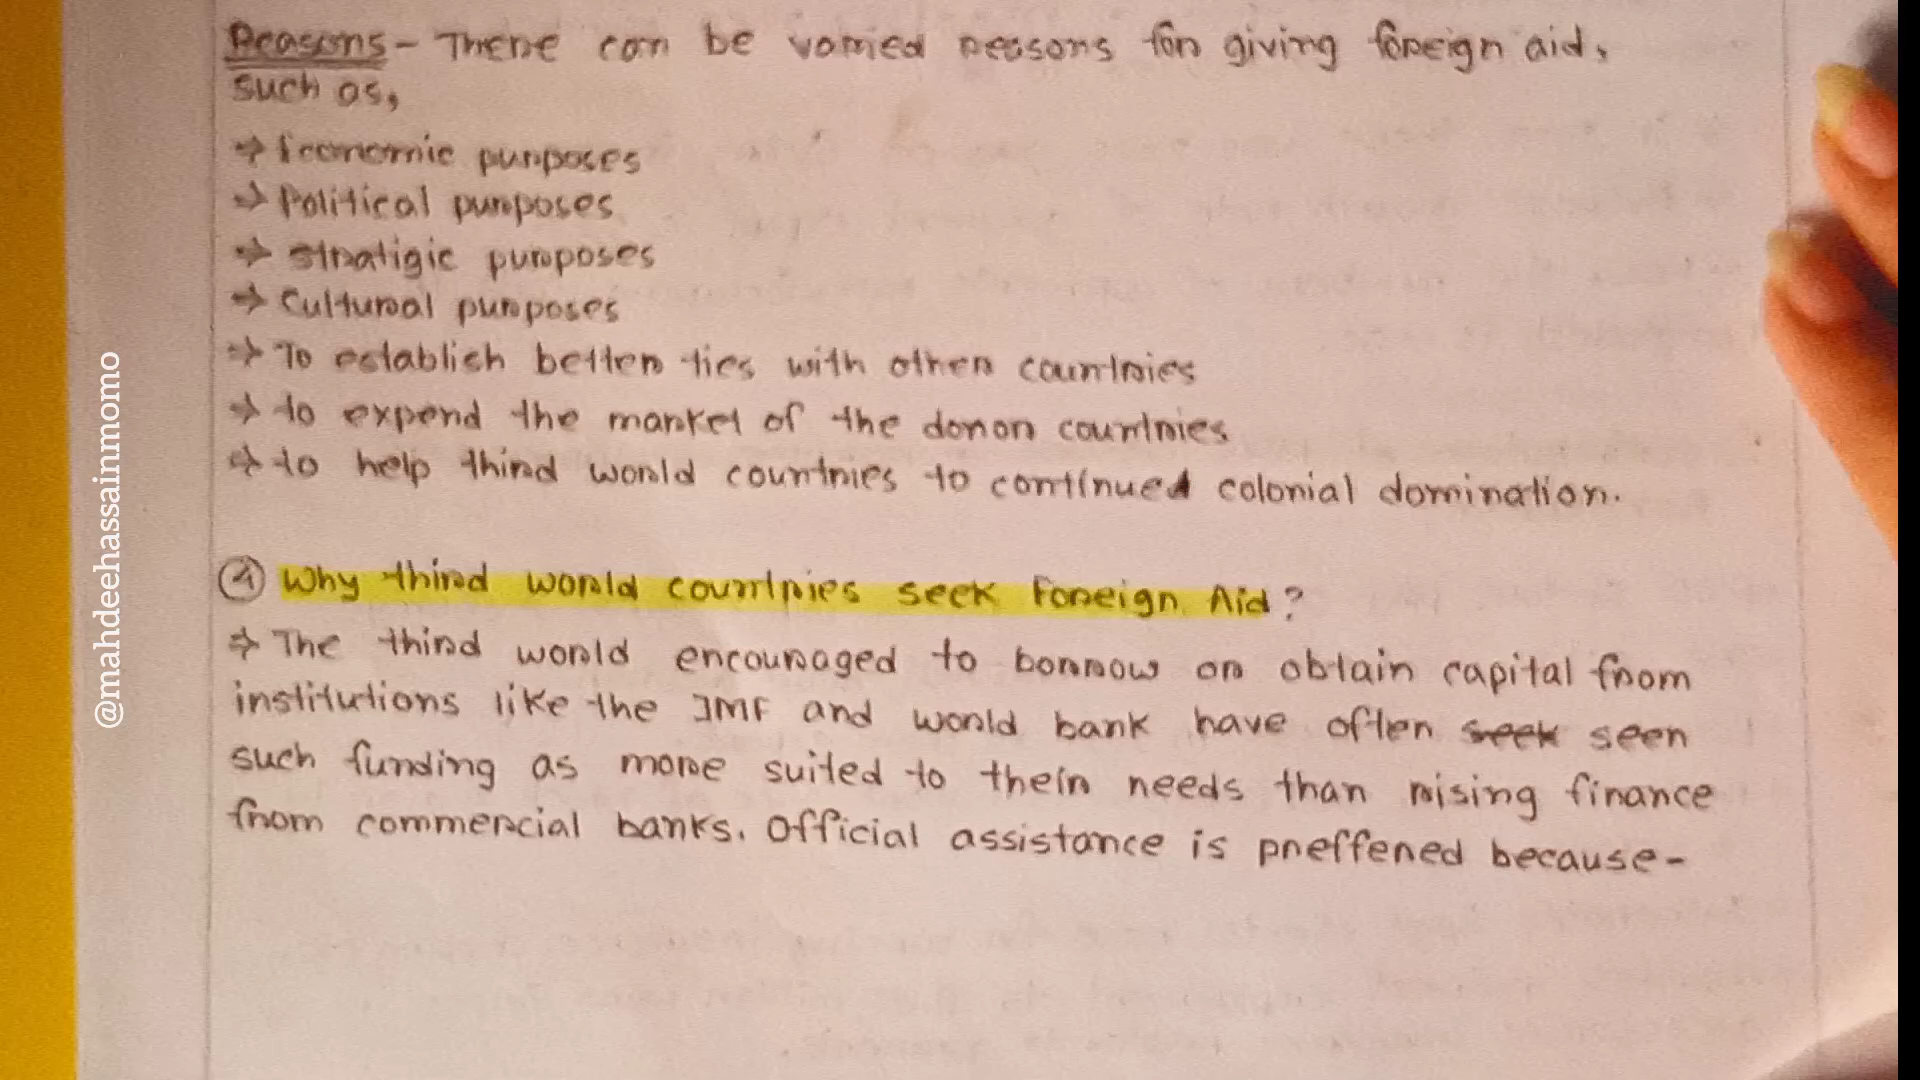 Reasons - There can be varried reasons for giving foreign aid,
such as,
→ Economic purposes
→ Political purposes
→ Stratigic purposes
→ Cultural purposes
→ To establish better ties with other countries
→ to expend the market of the donor countries
→ to help third world countries to continued colonial domination.
④ Why third world countries seek Foreign Aid?
→ The third world encouraged to borrow or obtain capital from
institutions like the IMF and world bank have often seek seen
such funding as more suited to their needs than rising finance
from commercial banks. Official assistance is preffered because-
@mahdeehassainmomo